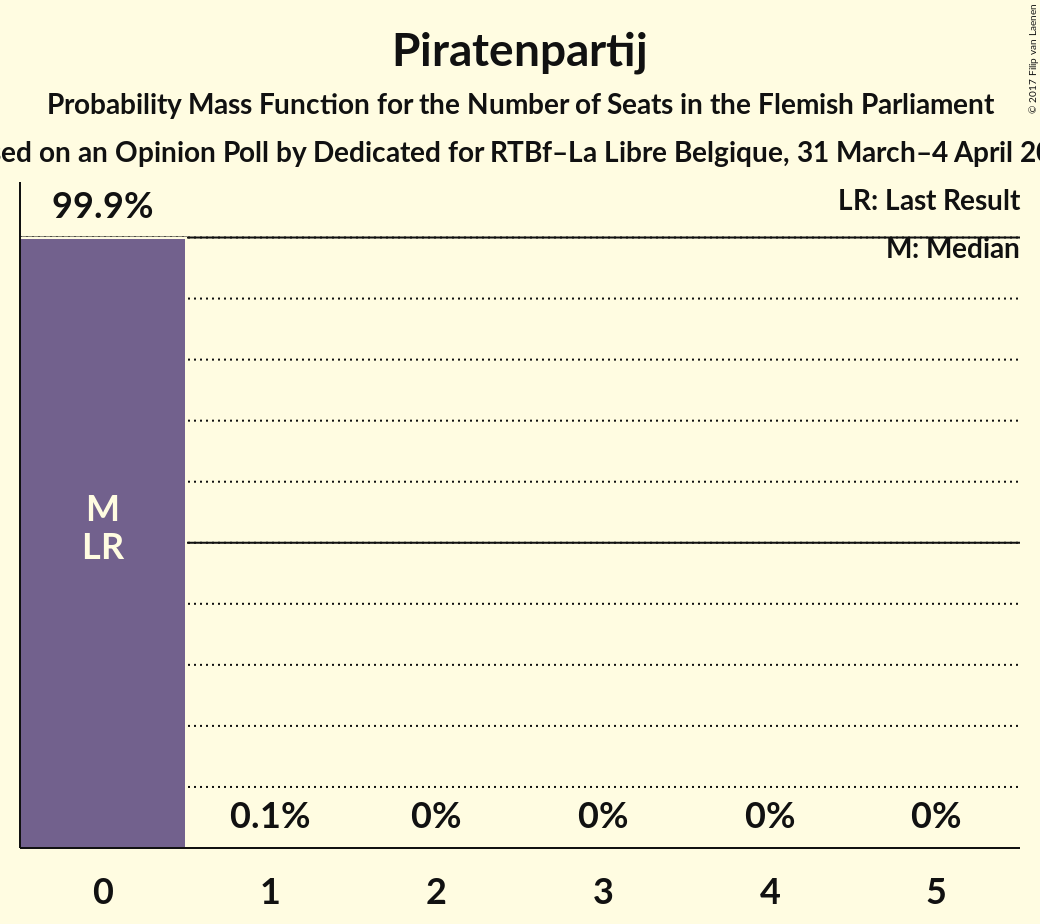 Piratenpartij
Probability Mass Function for the Number of Seats in the Flemish Parliament
on an Opinion Poll by Dedicated for RTBf–La Libre Belgique, 31 March–4 April
© 2017 Filip van Laenen
LR: Last Result
M: Median
99.9%
M
LR
0.1% 0% 0% 0% 0%
0 1 2 3 4 5